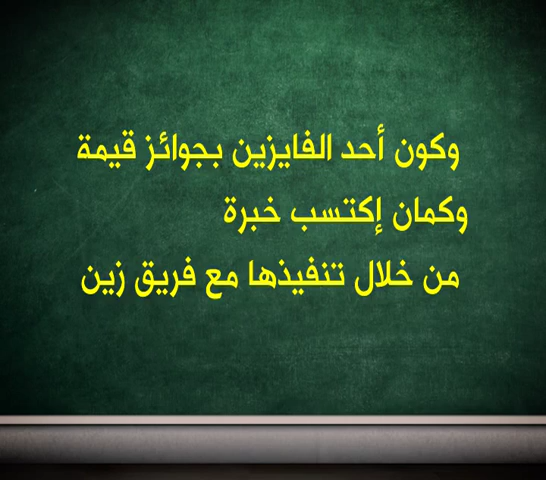 وكون أحد الفايزين بجوائز قيمة
وكمان إكتسب خبرة
من خلال تنفيذها مع فريق زين